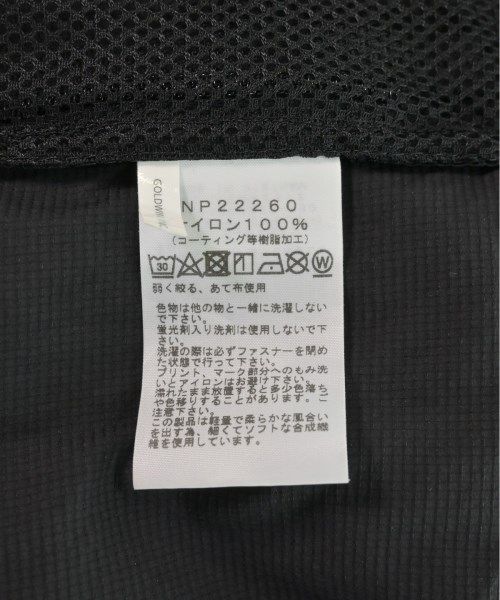 NP22260
ナイロン100%
(コーティング等樹脂加工)
30
W
弱く絞る、あて布使用
色物は他の物と一緒に洗濯しない
で下さい。
蛍光剤入り洗剤は使用しないで下
さい。
洗濯の際は必ずファスナーを閉め
た状態で行って下さい。
プリント、マーク部分へのもみ洗
いとアイロンはお避け下さい。
濡れたまま放置すると多少色落ち
や色移りすることがあります。ご
注意下さい。
この製品は軽量で柔らかな風合い
を出す為、細くてソフトな合成繊
維を使用しています。